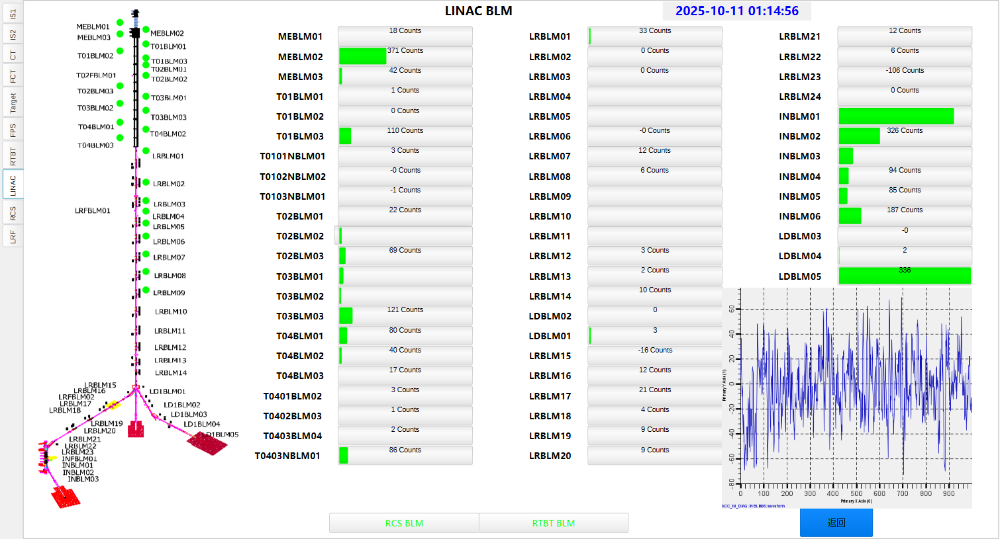 LINAC BLM
2025-10-11 01:14:56
IS1
IS2
CT
FCT
Target
FPS
RTBT
LINAC
RCS
LRF
MEBLM01
MEBLM02
MEBLM03
T01BLM01
T01BLM02
T01BLM03
T02BLM01
T02FBLM01
T02BLM02
T02BLM03
T03BLM01
T03BLM02
T03BLM03
T04BLM01
T04BLM02
T04BLM03
LRBLM01
LRBLM02
LRBLM03
LRFBLM01
LRBLM04
LRBLM05
LRBLM06
LRBLM07
LRBLM08
LRBLM09
LRBLM10
LRBLM11
LRBLM12
LRBLM13
LRBLM14
LRBLM15
LRBLM16
LRFBLM02
LRBLM17
LRBLM18
LRBLM19
LRBLM20
LRBLM21
LRBLM22
LRBLM23
INFBLM01
INBLM01
INBLM02
INBLM03
LD1BLM01
LD1BLM02
LD1BLM03
LD1BLM04
LD1BLM05
MEBLM01 18 Counts
MEBLM02 371 Counts
MEBLM03 42 Counts
T01BLM01 1 Counts
T01BLM02 0 Counts
T01BLM03 110 Counts
T0101NBLM01 3 Counts
T0102NBLM02 -0 Counts
T0103NBLM01 -1 Counts
T02BLM01 22 Counts
T02BLM02
T02BLM03 69 Counts
T03BLM01
T03BLM02
T03BLM03 121 Counts
T04BLM01 80 Counts
T04BLM02 40 Counts
T04BLM03 17 Counts
T0401BLM02 3 Counts
T0402BLM03 1 Counts
T0403BLM04 2 Counts
T0403NBLM01 86 Counts
LRBLM01 33 Counts
LRBLM02 0 Counts
LRBLM03 0 Counts
LRBLM04
LRBLM05
LRBLM06 -0 Counts
LRBLM07 12 Counts
LRBLM08 6 Counts
LRBLM09
LRBLM10
LRBLM11
LRBLM12 3 Counts
LRBLM13 2 Counts
LRBLM14 10 Counts
LDBLM02 0
LDBLM01 3
LRBLM15 -16 Counts
LRBLM16 12 Counts
LRBLM17 21 Counts
LRBLM18 4 Counts
LRBLM19 9 Counts
LRBLM20 9 Counts
LRBLM21 12 Counts
LRBLM22 6 Counts
LRBLM23 -106 Counts
LRBLM24 0 Counts
INBLM01
INBLM02 326 Counts
INBLM03
INBLM04 94 Counts
INBLM05 85 Counts
INBLM06 187 Counts
LDBLM03 -0
LDBLM04 2
LDBLM05 336
60
40
20
0
-20
-40
-60
-80
Primary Y Axis (1)
0 100 200 300 400 500 600 700 800 900
Primary X Axis (0)
RCS BLM
RTBT BLM
返回